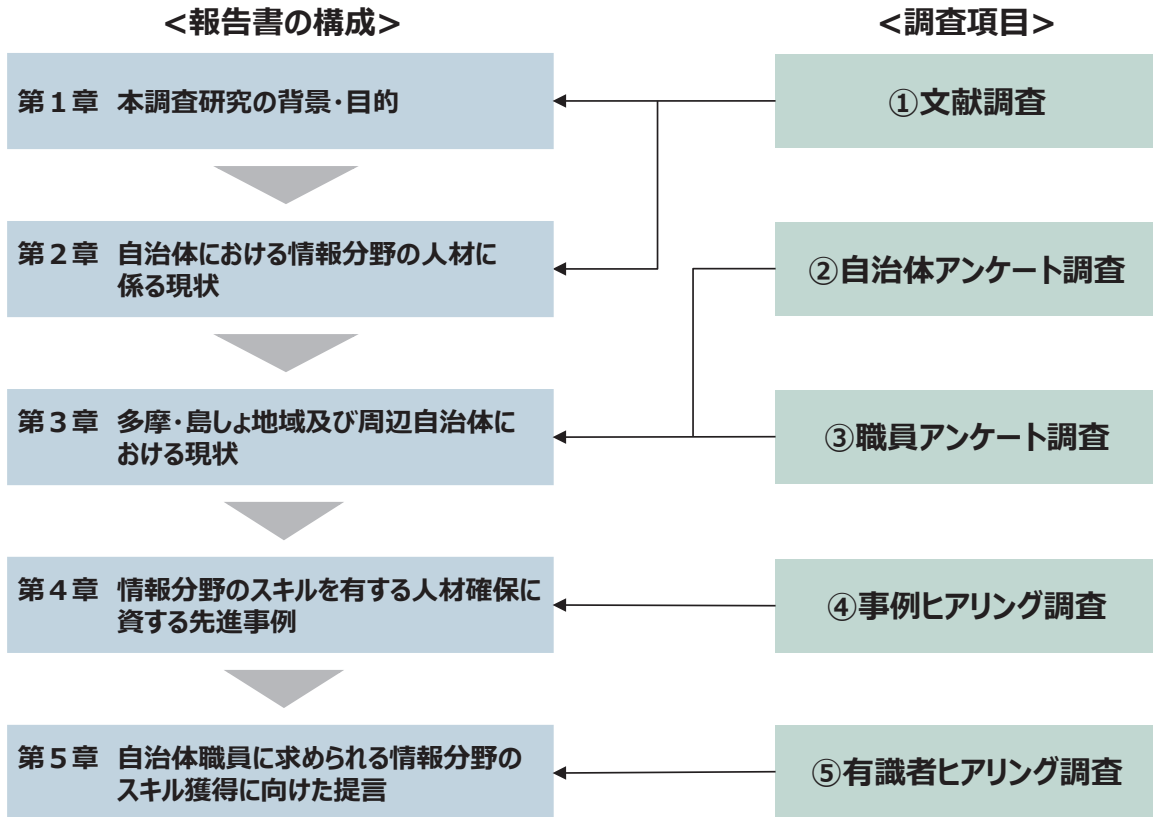 <報告書の構成>
<調査項目>
第1章 本調査研究の背景・目的
①文献調査
第2章 自治体における情報分野の人材に
係る現状
②自治体アンケート調査
第3章 多摩・島しょ地域及び周辺自治体に
おける現状
③職員アンケート調査
第4章 情報分野のスキルを有する人材確保に
資する先進事例
④事例ヒアリング調査
第5章 自治体職員に求められる情報分野の
スキル獲得に向けた提言
⑤有識者ヒアリング調査